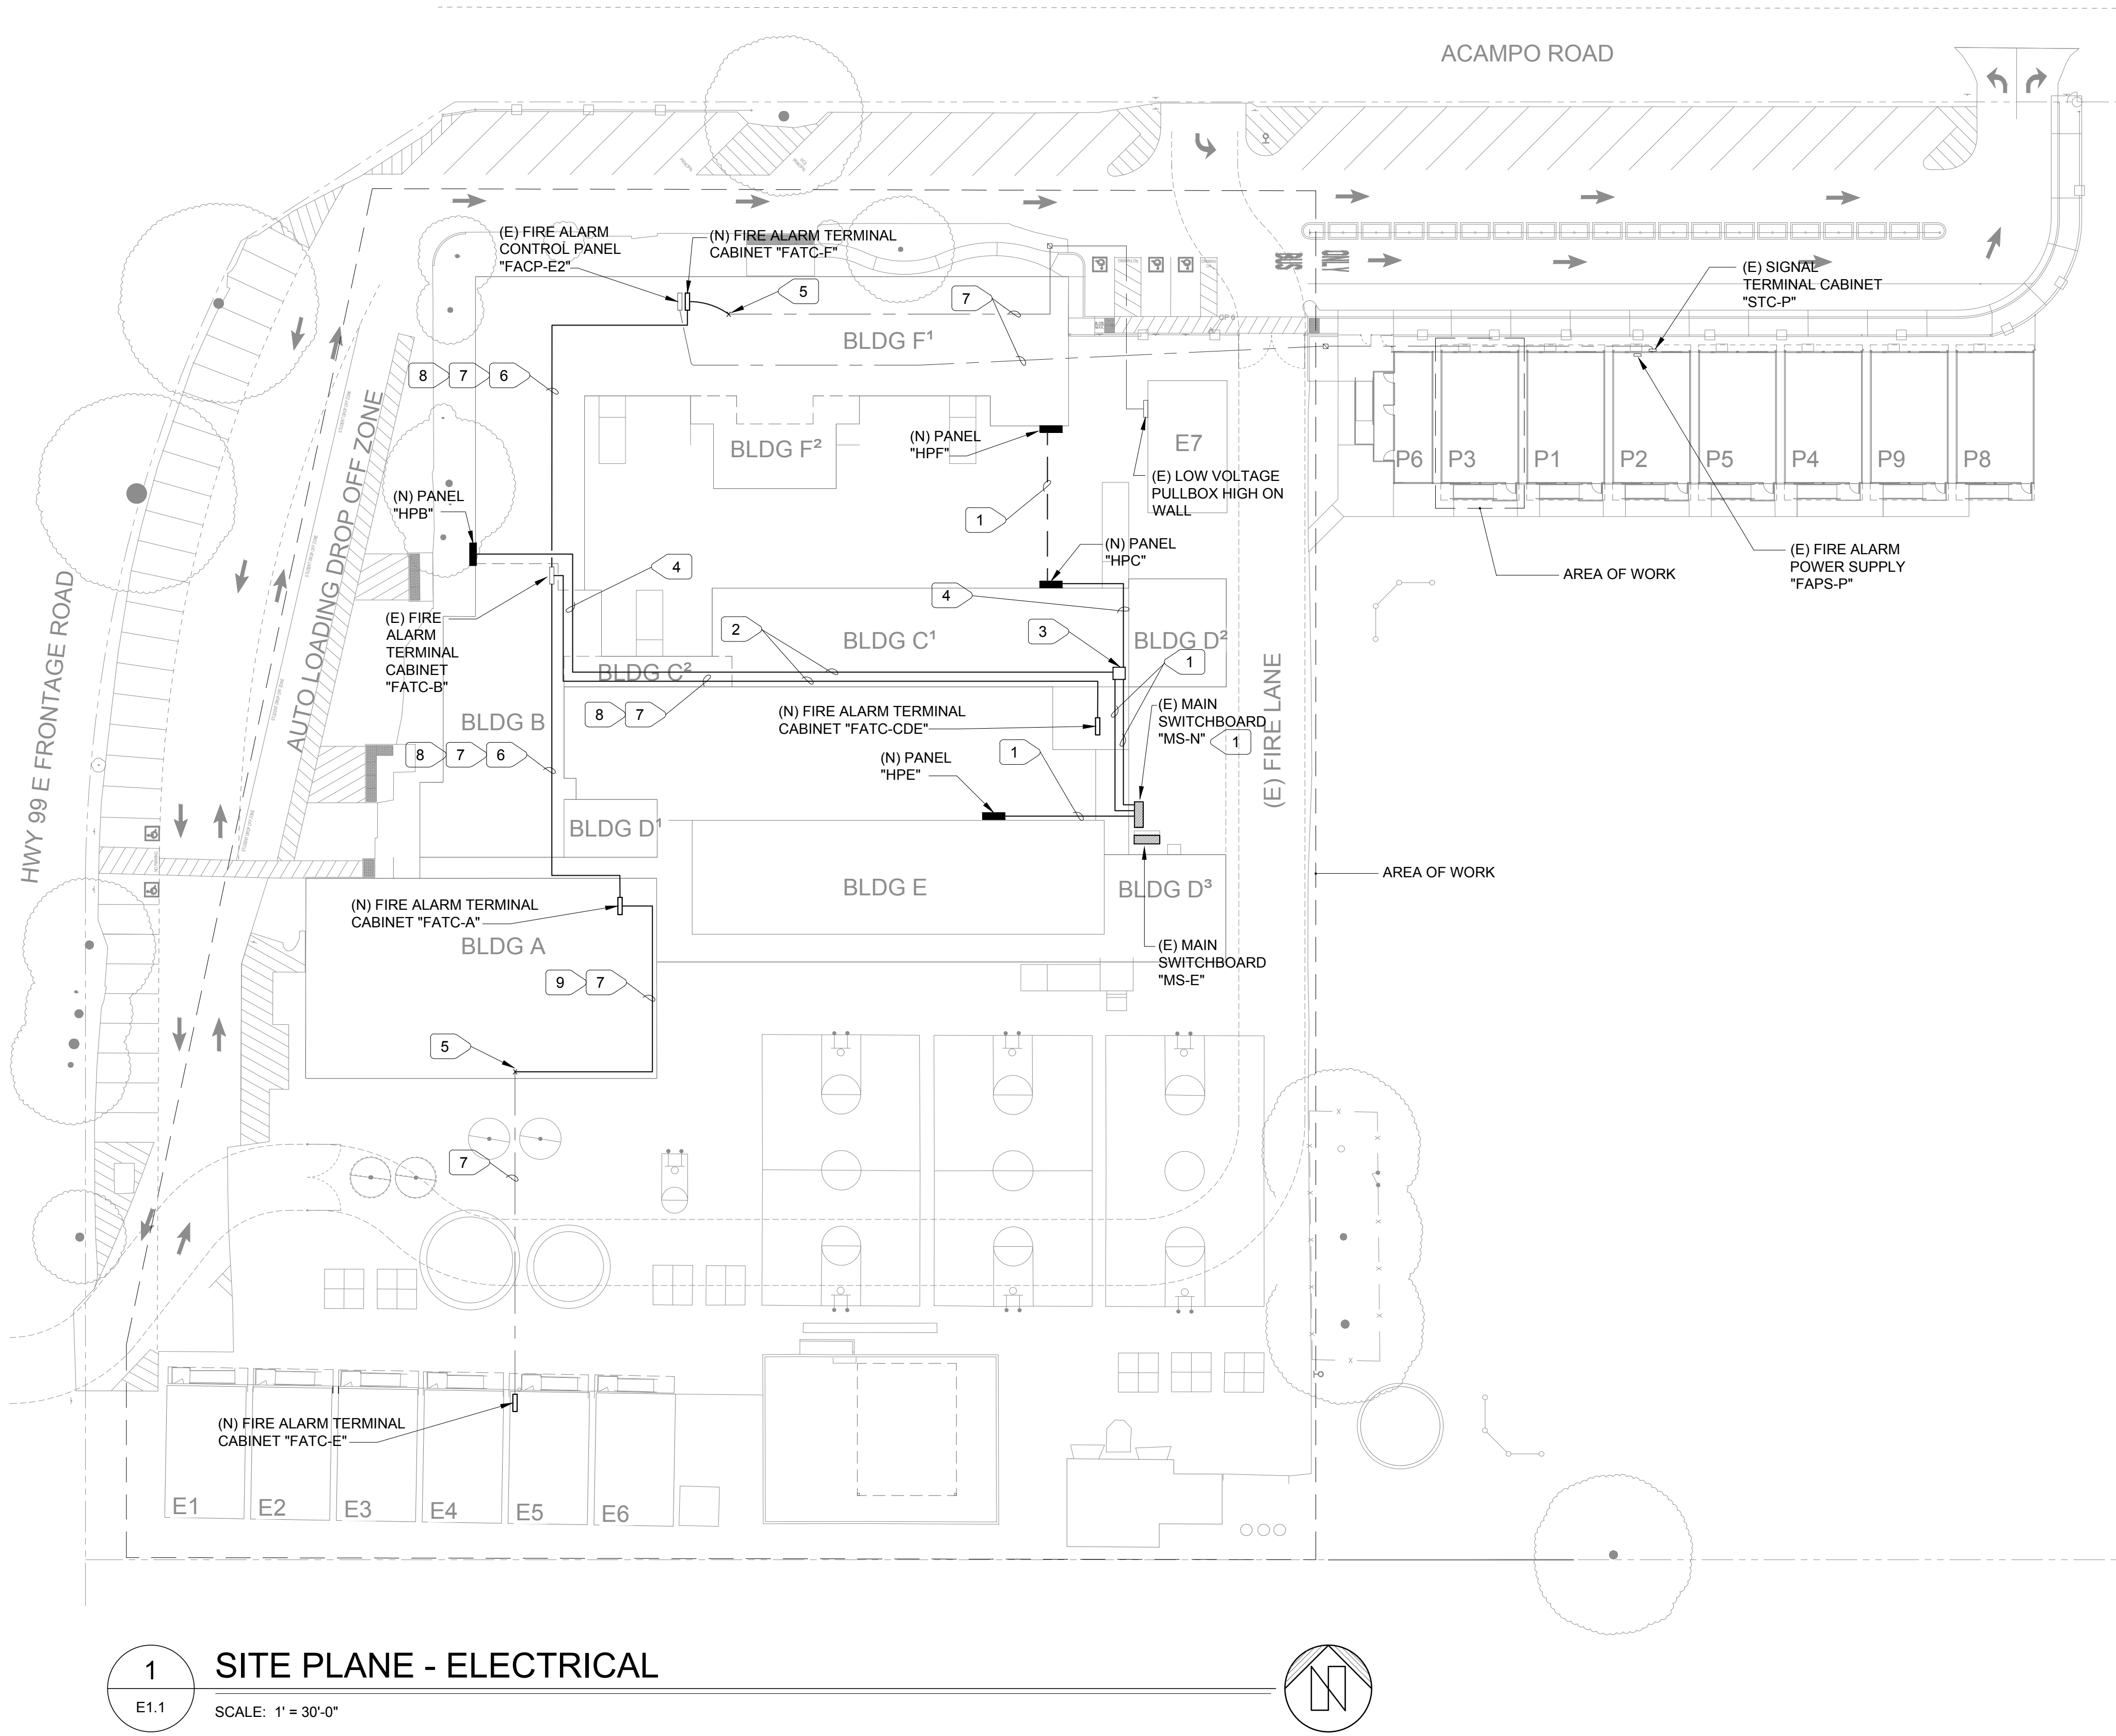 ACAMPO ROAD
(E) FIRE ALARM
CONTROL PANEL
"FACP-E2"
(N) FIRE ALARM TERMINAL
CABINET "FATC-F"
5
7
BUS
ONLY
(E) SIGNAL
TERMINAL CABINET
"STC-P"
BLDG F¹
8
7
6
BLDG F²
(N) PANEL
"HPF"
E7
(E) LOW VOLTAGE
PULLBOX HIGH ON
WALL
P6
P3
P1
P2
P5
P4
P9
P8
(N) PANEL
"HPB"
1
(N) PANEL
"HPC"
AREA OF WORK
(E) FIRE ALARM
POWER SUPPLY
"FAPS-P"
AUTO LOADING DROP OFF ZONE
HWY 99 E FRONTAGE ROAD
4
4
(E) FIRE
ALARM
TERMINAL
CABINET
"FATC-B"
2
BLDG C¹
3
BLDG D²
1
BLDG C²
(E) FIRE LANE
8
7
BLDG B
(N) FIRE ALARM TERMINAL
CABINET "FATC-CDE"
(E) MAIN
SWITCHBOARD
"MS-N"
1
8
7
6
(N) PANEL
"HPE"
1
BLDG D¹
BLDG E
BLDG D³
AREA OF WORK
(N) FIRE ALARM TERMINAL
CABINET "FATC-A"
BLDG A
(E) MAIN
SWITCHBOARD
"MS-E"
9
7
5
7
(N) FIRE ALARM TERMINAL
CABINET "FATC-E"
E1
E2
E3
E4
E5
E6
1
E1.1
SITE PLANE - ELECTRICAL
SCALE: 1' = 30'-0"
N